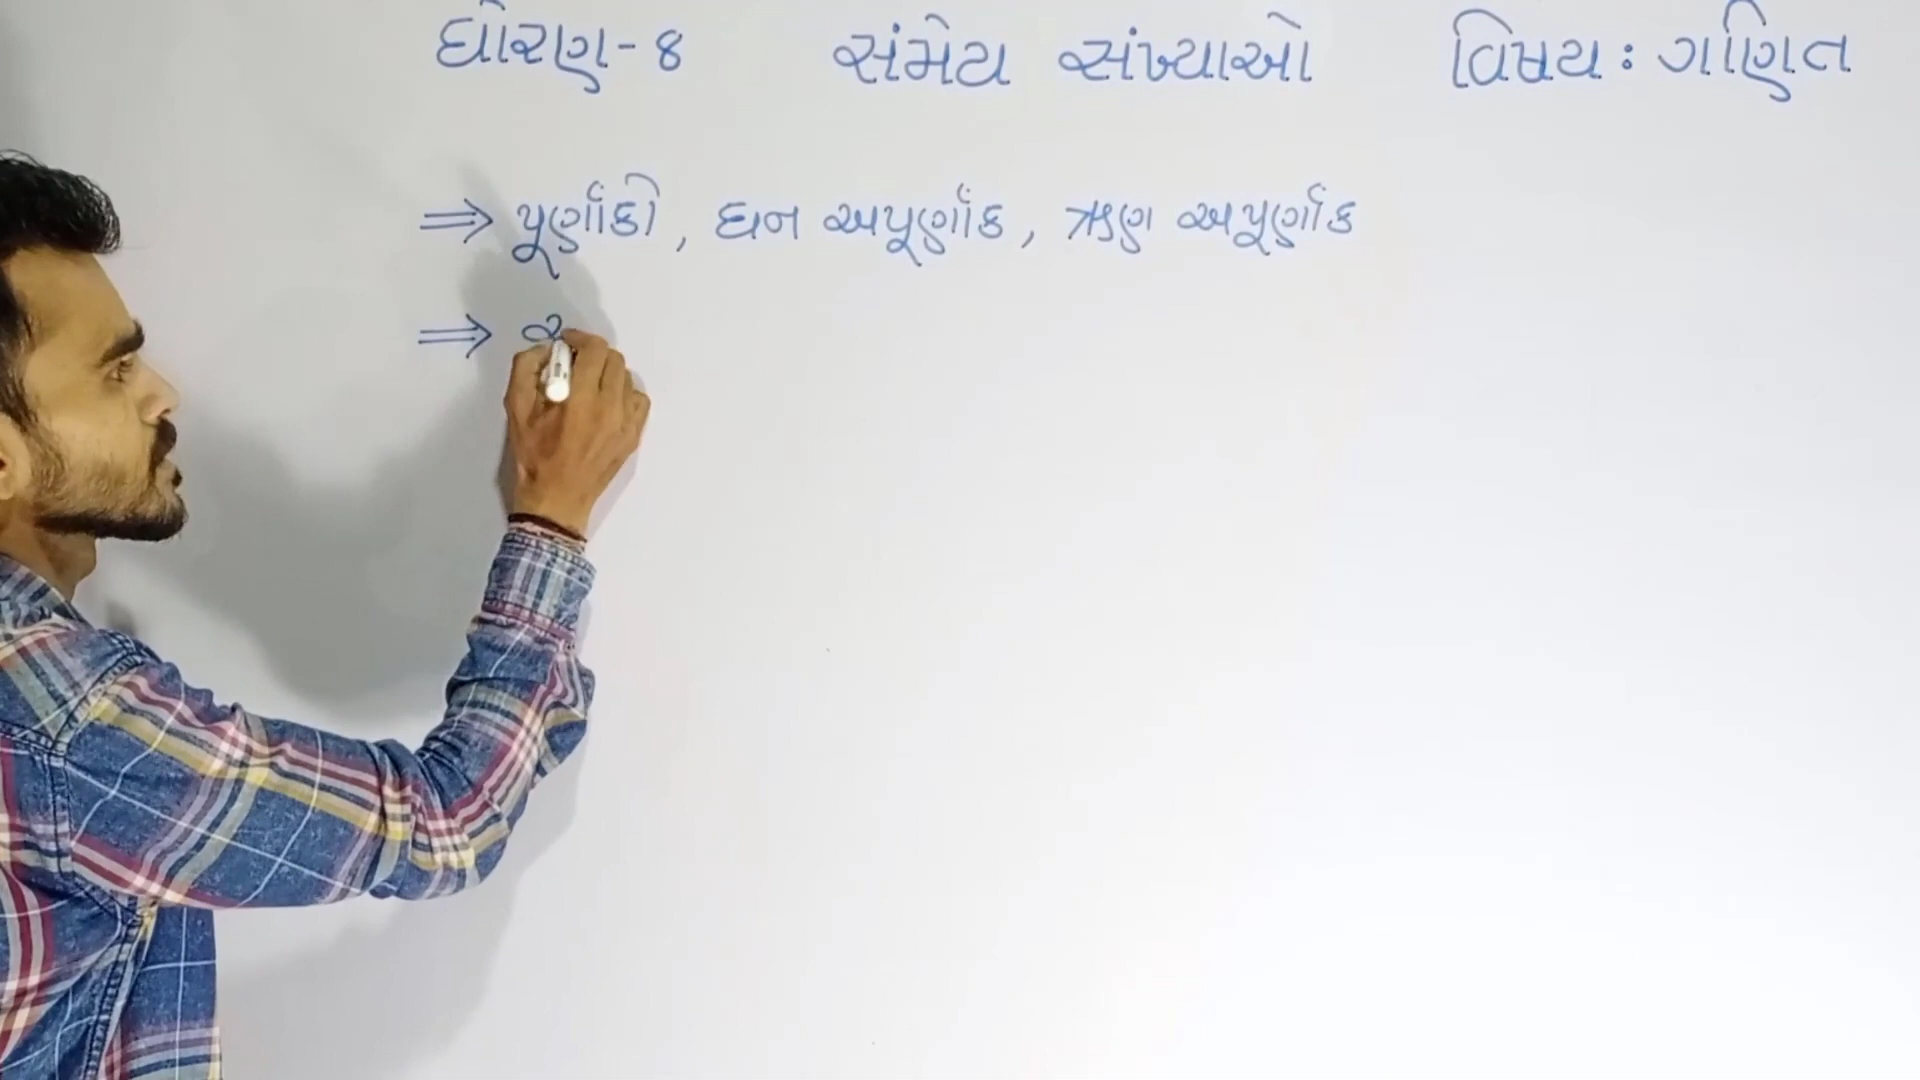 ધોરણ-8 સંમેય સંખ્યાઓ વિષય : ગણિત
⇒ પૂર્ણાંકો, ધન અપૂર્ણાંક, ઋણ અપૂર્ણાંક
⇒